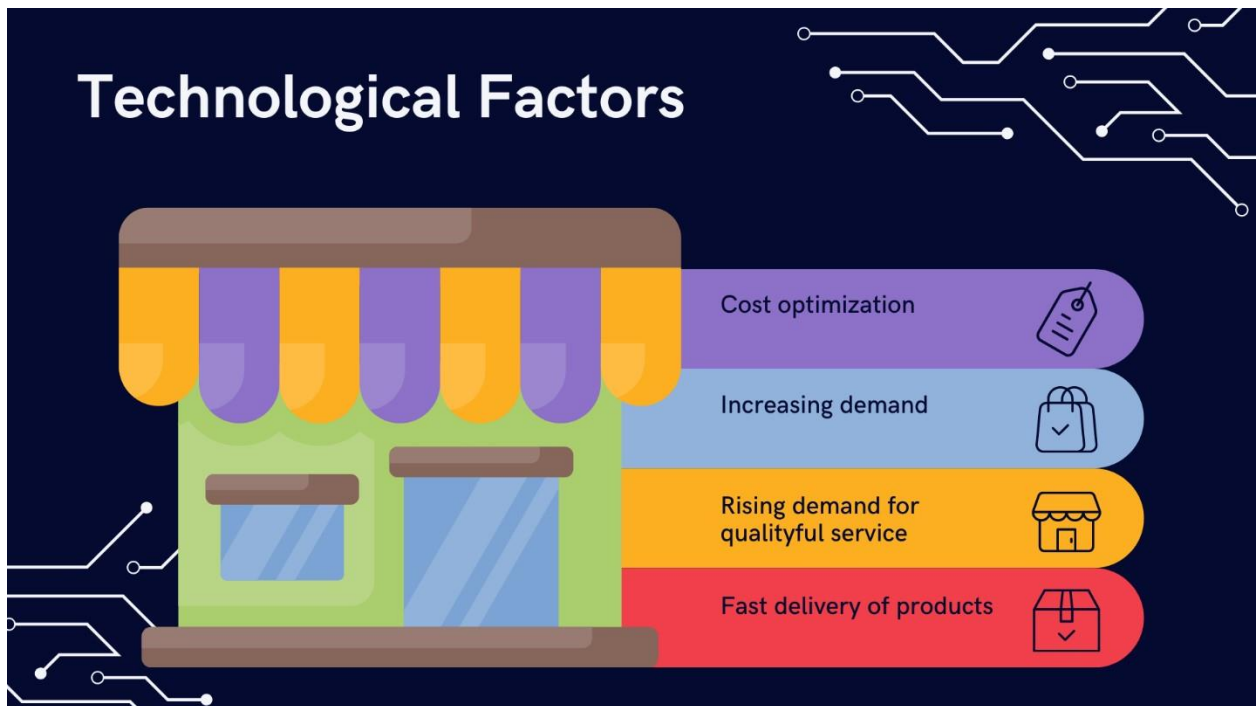 Technological Factors
Cost optimization
Increasing demand
Rising demand for
qualityful service
Fast delivery of products